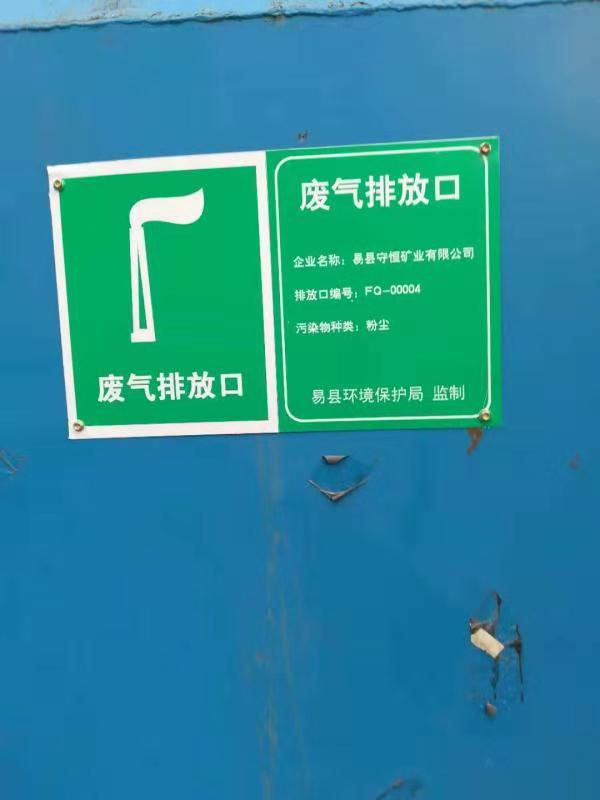 废气排放口
废气排放口
企业名称：易县守恒矿业有限公司
排放口编号：FQ-00004
污染物种类：粉尘
易县环境保护局 监制